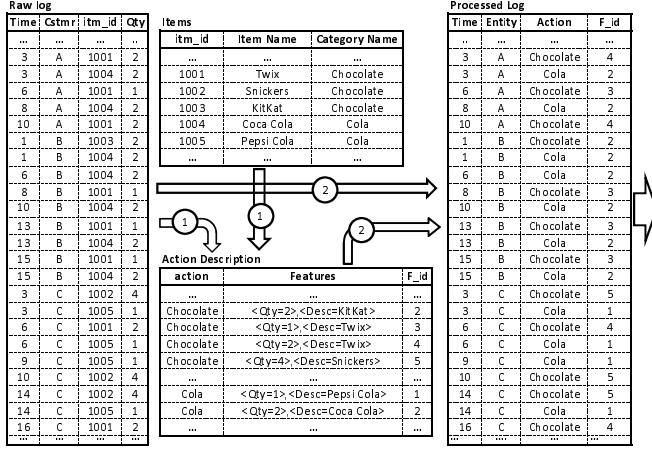 Raw log
Time Cstmr itm_id Qty
... ... ... ..
3 A 1001 2
3 A 1004 2
6 A 1001 1
8 A 1004 2
10 A 1001 2
1 B 1003 2
1 B 1004 2
6 B 1004 2
8 B 1001 1
10 B 1004 2
13 B 1001 1
13 B 1004 2
15 B 1001 1
15 B 1004 2
3 C 1002 4
3 C 1005 1
6 C 1001 2
6 C 1005 1
9 C 1005 1
10 C 1002 4
14 C 1002 4
14 C 1005 1
16 C 1001 2
... ... ... ...
Items
itm_id Item Name Category Name
... ... ...
1001 Twix Chocolate
1002 Snickers Chocolate
1003 KitKat Chocolate
1004 Coca Cola Cola
1005 Pepsi Cola Cola
... ... ...
2
1
1
2
Action Description
action Features F_id
... ... ...
Chocolate <Qty=2>,<Desc=KitKat> 2
Chocolate <Qty=1>,<Desc=Twix> 3
Chocolate <Qty=2>,<Desc=Twix> 4
Chocolate <Qty=4>,<Desc=Snickers> 5
... ... ...
Cola <Qty=1>,<Desc=Pepsi Cola> 1
Cola <Qty=2>,<Desc=Coca Cola> 2
... ... ...
Processed Log
Time Entity Action F_id
.. ... ... ...
3 A Chocolate 4
3 A Cola 2
6 A Chocolate 3
8 A Cola 2
10 A Chocolate 4
1 B Chocolate 2
1 B Cola 2
6 B Cola 2
8 B Chocolate 3
10 B Cola 2
13 B Chocolate 3
13 B Cola 2
15 B Chocolate 3
15 B Cola 2
3 C Chocolate 5
3 C Cola 1
6 C Chocolate 4
6 C Cola 1
9 C Cola 1
10 C Chocolate 5
14 C Chocolate 5
14 C Cola 1
16 C Chocolate 4
... .... ... ...